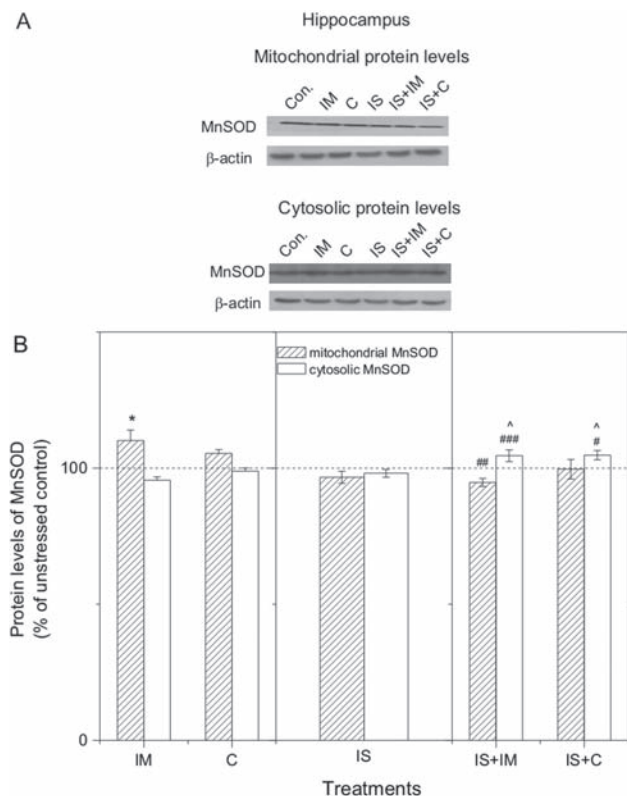 A
Hippocampus
Mitochondrial protein levels
Con. IM C IS IS+IM IS+C
MnSOD
β-actin
Cytosolic protein levels
Con. IM C IS IS+IM IS+C
MnSOD
β-actin
B
mitochondrial MnSOD
cytosolic MnSOD
Protein levels of MnSOD
(% of unstressed control)
100
0
*
##
^
###
^
#
IM C IS IS+IM IS+C
Treatments